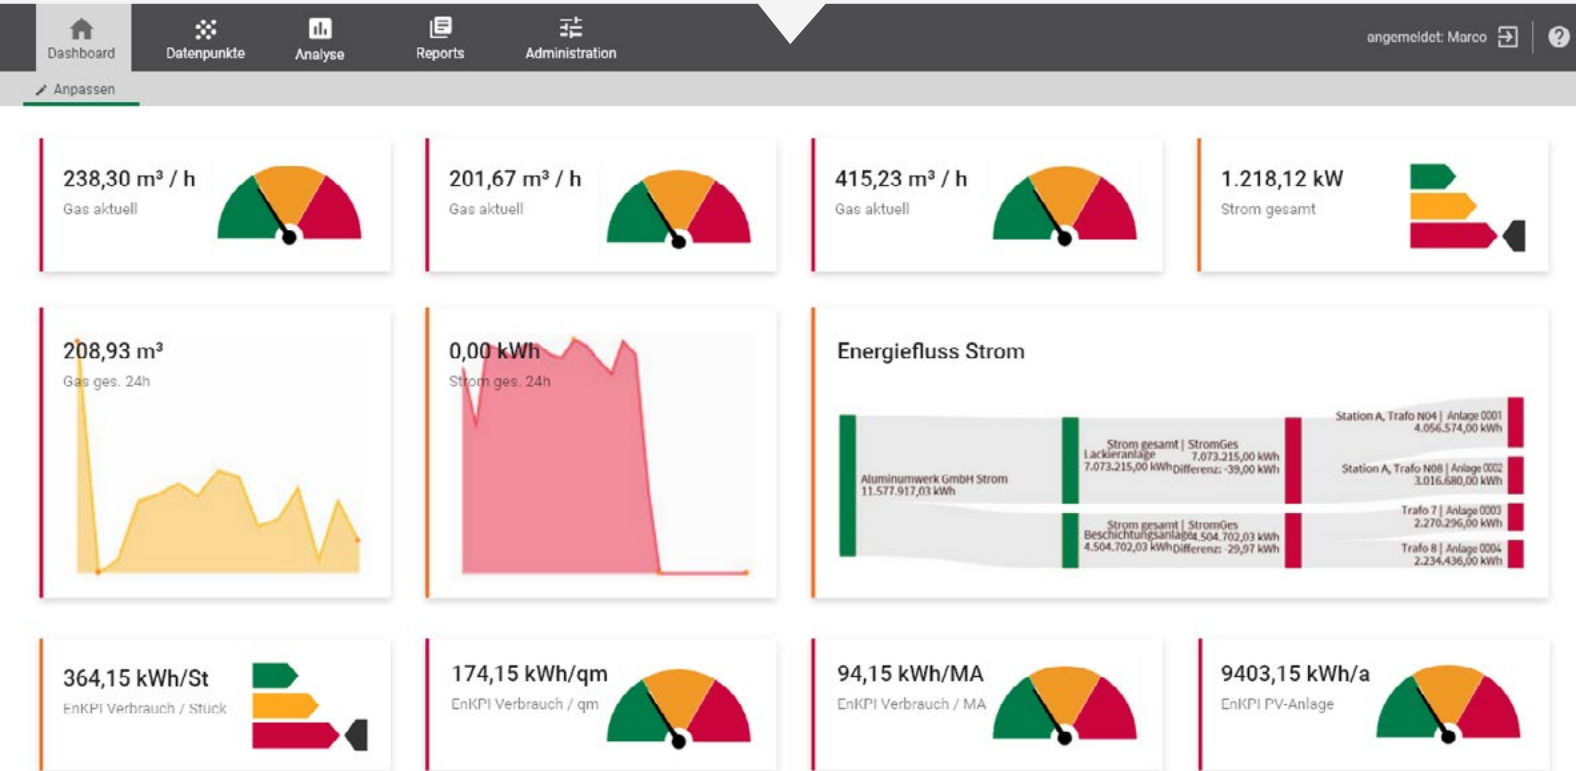 Dashboard
Datenpunkte
Analyse
Reports
Administration
angemeldet: Marco
?
Anpassen
238,30 m³ / h
Gas aktuell
201,67 m³ / h
Gas aktuell
415,23 m³ / h
Gas aktuell
1.218,12 kW
Strom gesamt
208,93 m³
Gas ges. 24h
0,00 kWh
Strom ges. 24h
Energiefluss Strom
Aluminumwerk GmbH Strom
11.577.917,03 kWh
Lackieranlage
7.073.215,00 kWh
Strom gesamt | StromGes
7.073.215,00 kWh
Differenz: -39,00 kWh
Beschichtungsanlage
4.504.702,03 kWh
Strom gesamt | StromGes
4.504.702,03 kWh
Differenz: -29,97 kWh
Station A, Trafo N04 | Anlage 0001
4.056.574,00 kWh
Station A, Trafo N08 | Anlage 0002
3.016.680,00 kWh
Trafo 7 | Anlage 0003
2.270.296,00 kWh
Trafo 8 | Anlage 0004
2.234.436,00 kWh
364,15 kWh/St
EnKPI Verbrauch / Stück
174,15 kWh/qm
EnKPI Verbrauch / qm
94,15 kWh/MA
EnKPI Verbrauch / MA
9403,15 kWh/a
EnKPI PV-Anlage